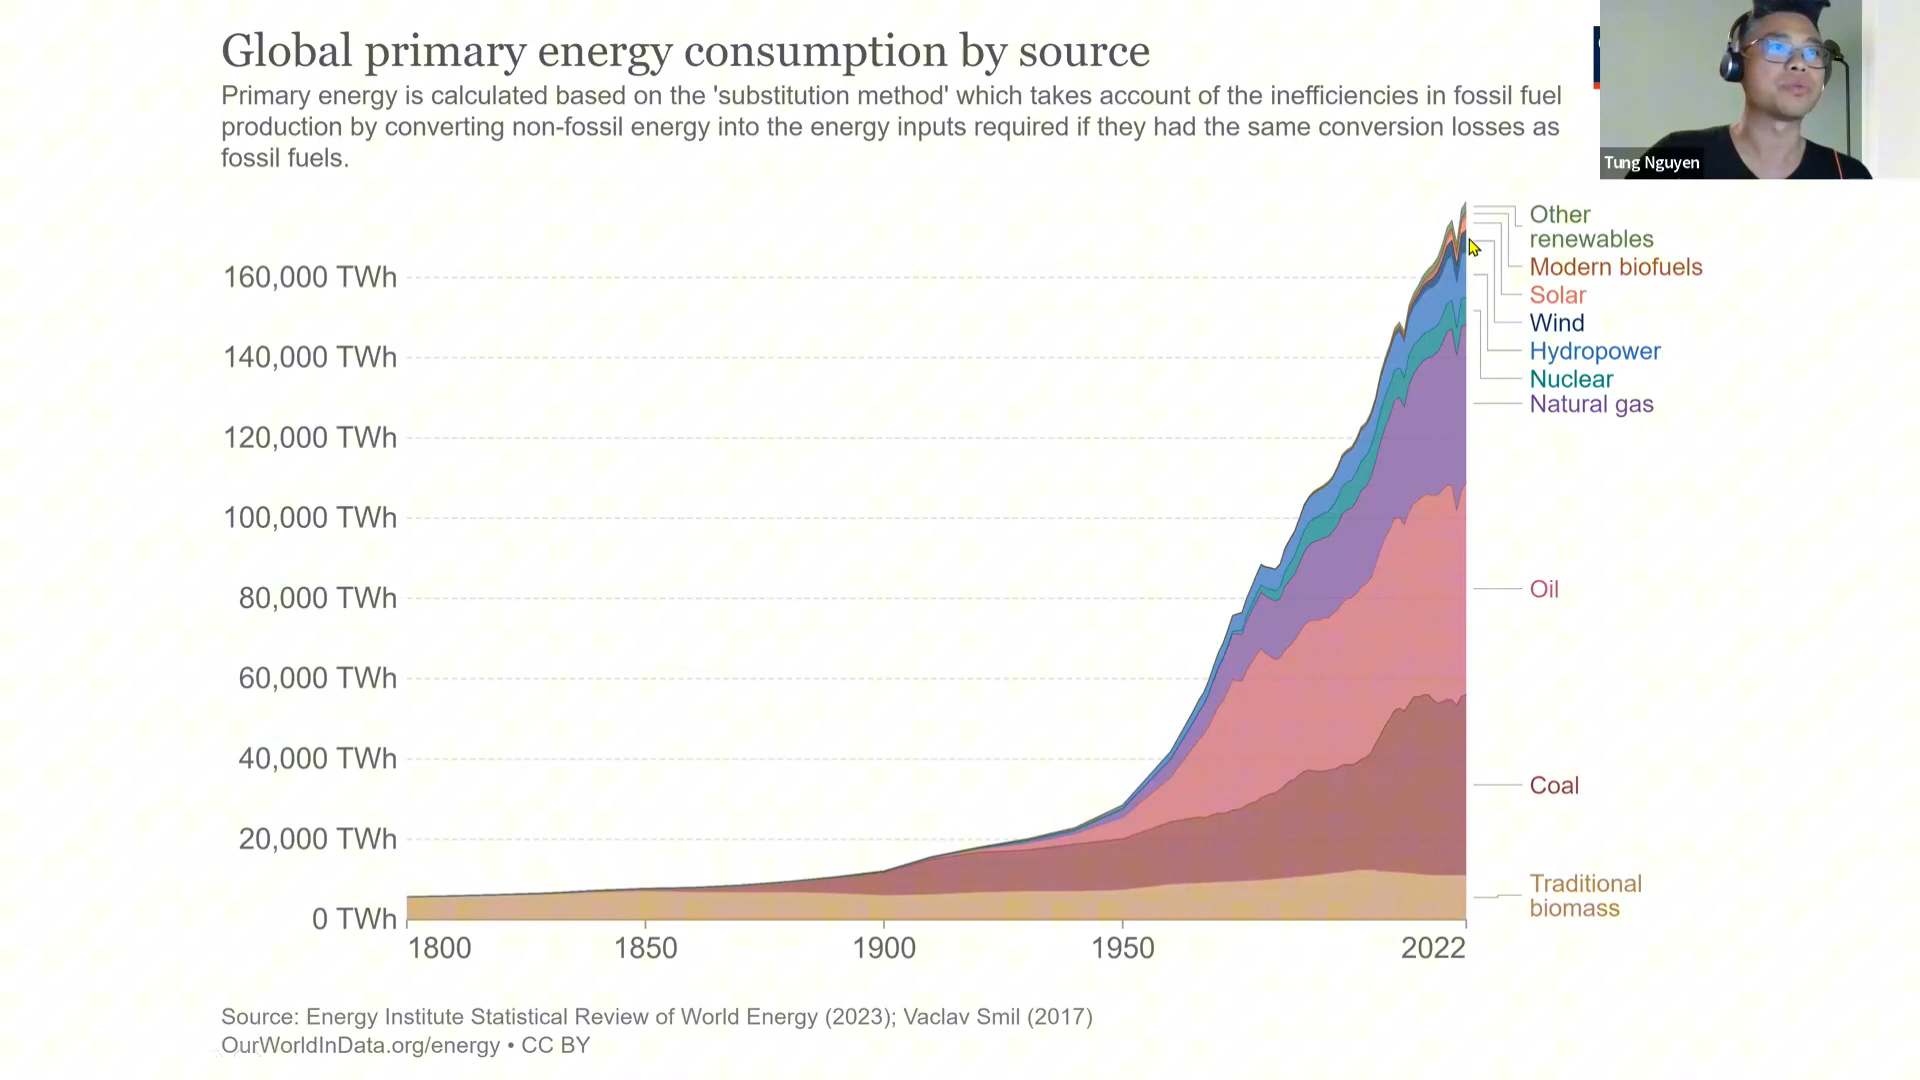 Global primary energy consumption by source
Primary energy is calculated based on the 'substitution method' which takes account of the inefficiencies in fossil fuel
production by converting non-fossil energy into the energy inputs required if they had the same conversion losses as
fossil fuels.
Tung Nguyen
160,000 TWh
140,000 TWh
120,000 TWh
100,000 TWh
80,000 TWh
60,000 TWh
40,000 TWh
20,000 TWh
0 TWh
1800
1850
1900
1950
2022
Other
renewables
Modern biofuels
Solar
Wind
Hydropower
Nuclear
Natural gas
Oil
Coal
Traditional
biomass
Source: Energy Institute Statistical Review of World Energy (2023); Vaclav Smil (2017)
OurWorldInData.org/energy • CC BY